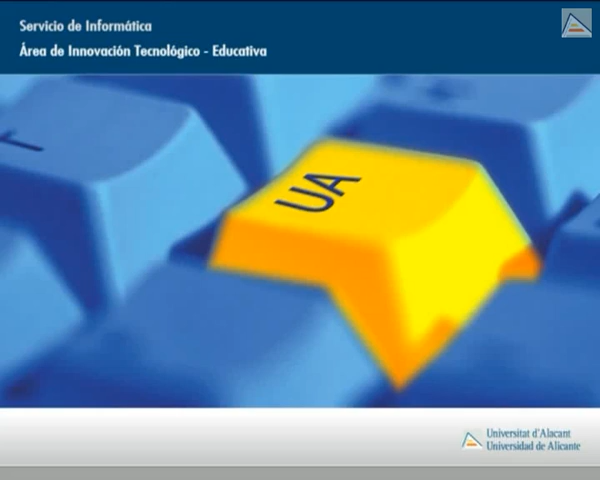 Servicio de Informática
Área de Innovación Tecnológico - Educativa
T
UA
Universitat d'Alacant
Universidad de Alicante